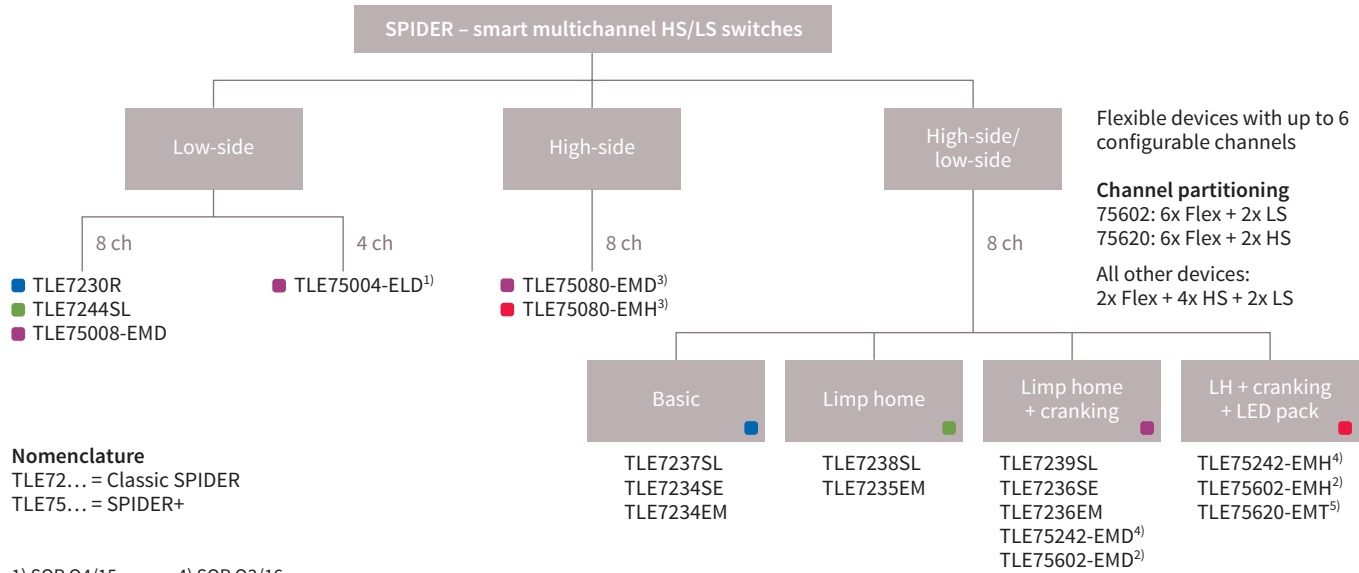 SPIDER – smart multichannel HS/LS switches
Low-side
High-side
High-side/
low-side
Flexible devices with up to 6
configurable channels
Channel partitioning
75602: 6x Flex + 2x LS
75620: 6x Flex + 2x HS
All other devices:
2x Flex + 4x HS + 2x LS
8 ch
4 ch
8 ch
8 ch
TLE7230R
TLE7244SL
TLE75008-EMD
TLE75004-ELD1)
TLE75080-EMD3)
TLE75080-EMH3)
Basic
Limp home
Limp home
+ cranking
LH + cranking
+ LED pack
TLE7237SL
TLE7234SE
TLE7234EM
TLE7238SL
TLE7235EM
TLE7239SL
TLE7236SE
TLE7236EM
TLE75242-EMD4)
TLE75602-EMD2)
TLE75242-EMH4)
TLE75602-EMH2)
TLE75620-EMT5)
Nomenclature
TLE72… = Classic SPIDER
TLE75… = SPIDER+